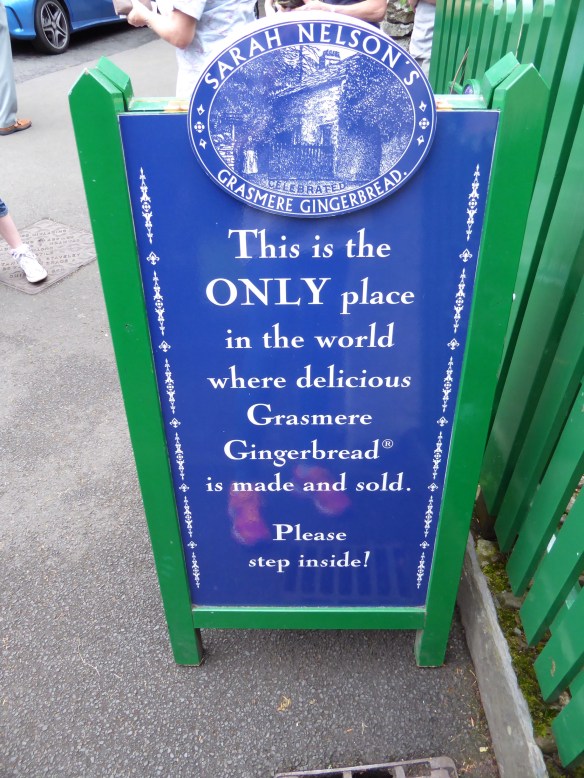 SARAH NELSON'S
CELEBRATED
GRASMERE GINGERBREAD.
This is the
ONLY place
in the world
where delicious
Grasmere
Gingerbread®
is made and sold.
Please
step inside!